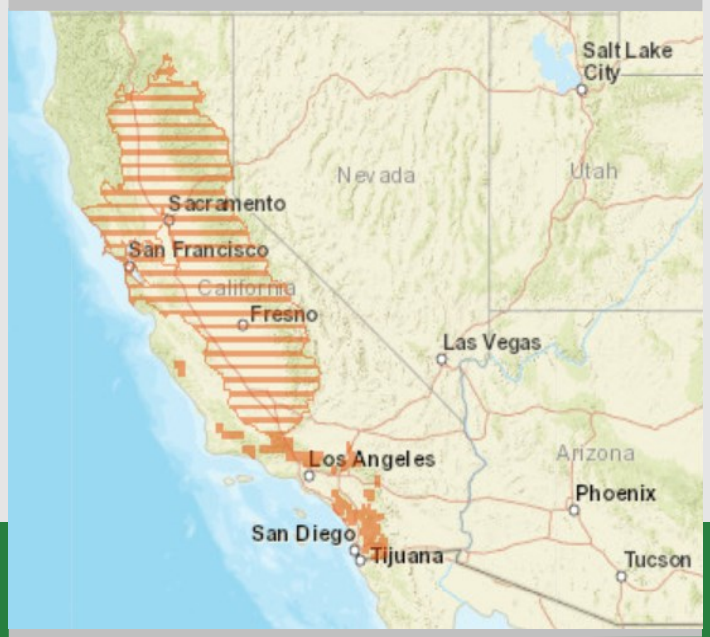 Salt Lake
City
Nevada
Utah
Sacramento
San Francisco
California
Fresno
Las Vegas
Los Angeles
Arizona
Phoenix
San Diego
Tijuana
Tucson